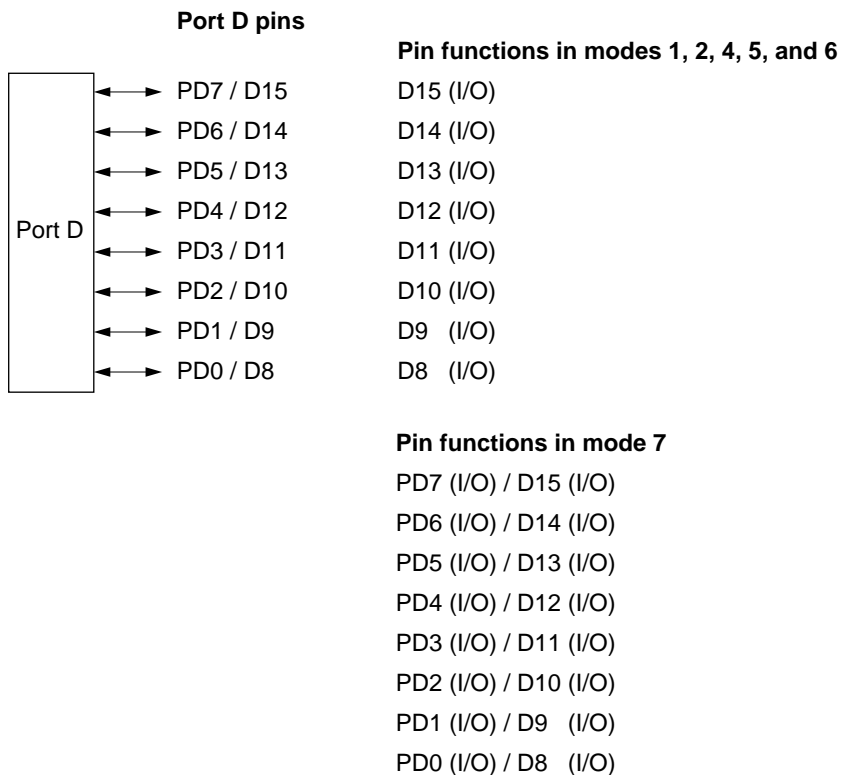 Port D pins
Pin functions in modes 1, 2, 4, 5, and 6
Port D
PD7 / D15 D15 (I/O)
PD6 / D14 D14 (I/O)
PD5 / D13 D13 (I/O)
PD4 / D12 D12 (I/O)
PD3 / D11 D11 (I/O)
PD2 / D10 D10 (I/O)
PD1 / D9 D9 (I/O)
PD0 / D8 D8 (I/O)
Pin functions in mode 7
PD7 (I/O) / D15 (I/O)
PD6 (I/O) / D14 (I/O)
PD5 (I/O) / D13 (I/O)
PD4 (I/O) / D12 (I/O)
PD3 (I/O) / D11 (I/O)
PD2 (I/O) / D10 (I/O)
PD1 (I/O) / D9 (I/O)
PD0 (I/O) / D8 (I/O)